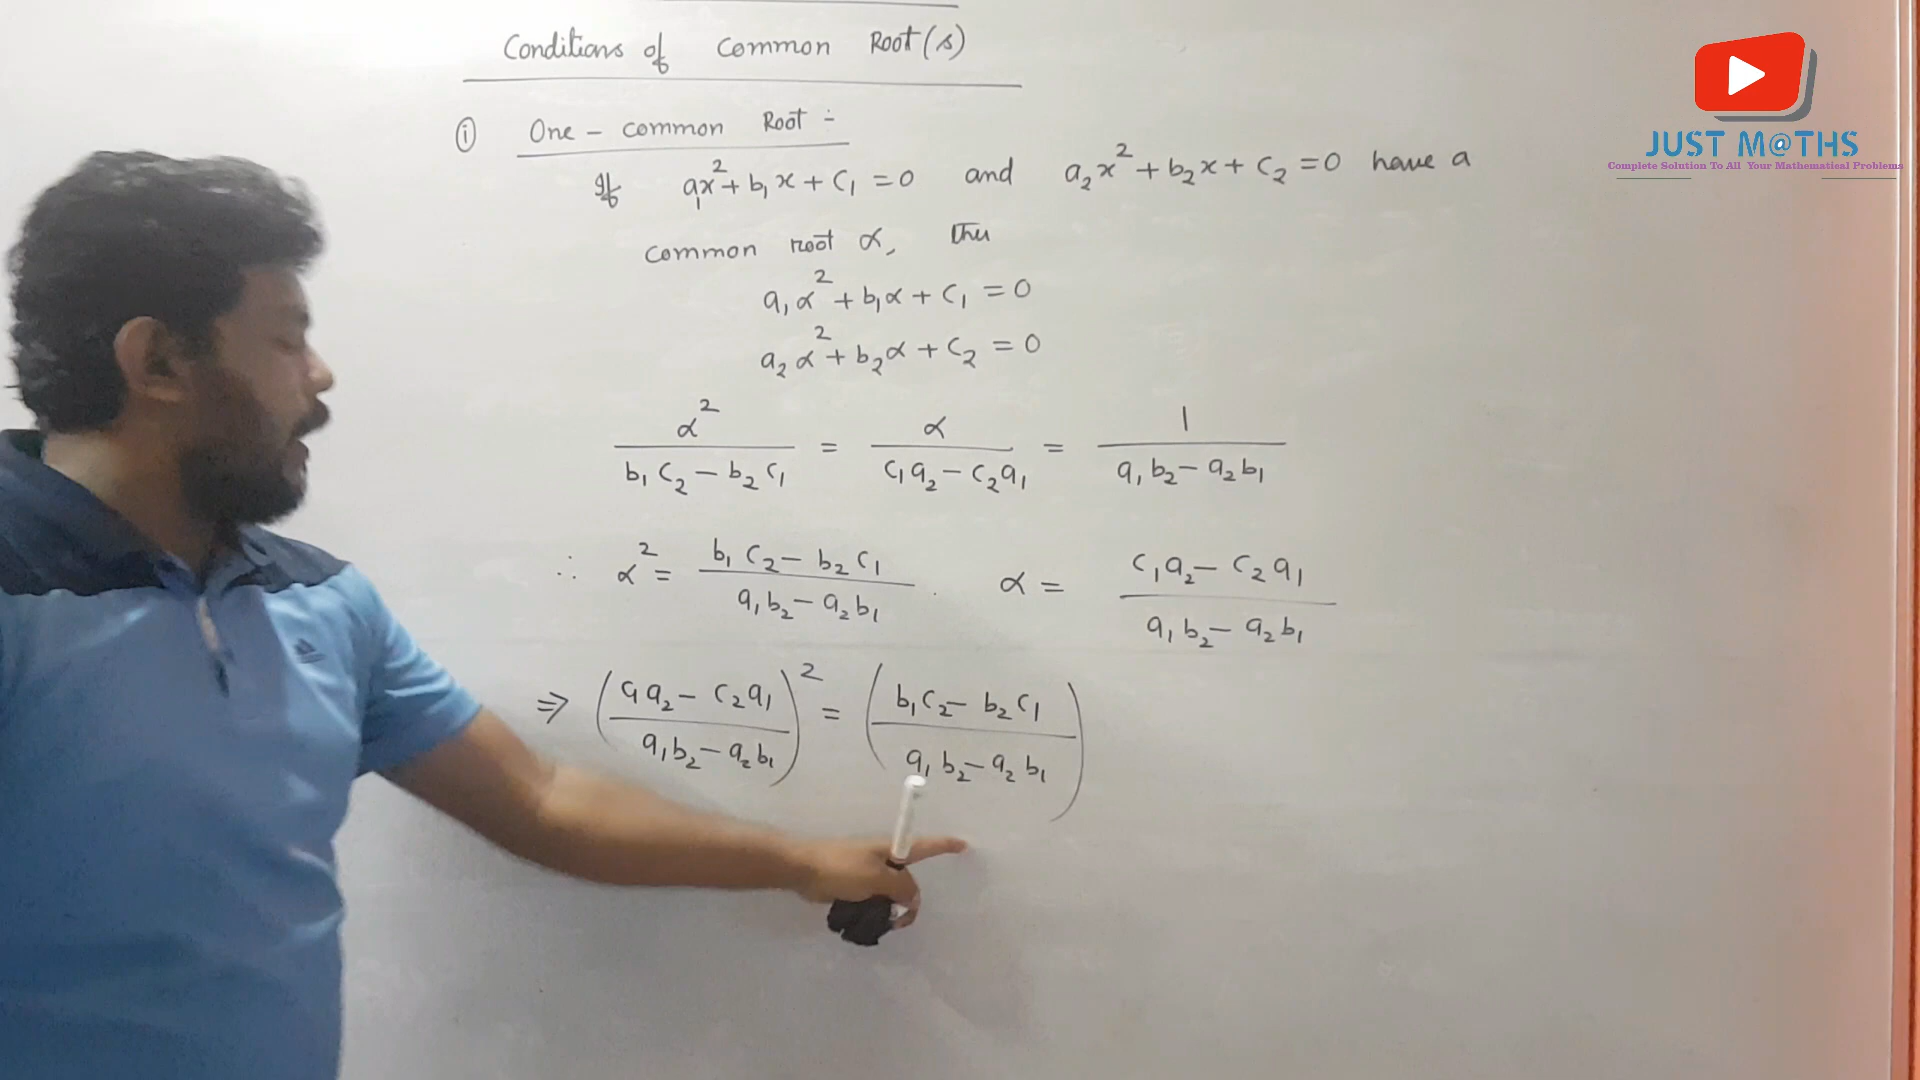 Conditions of Common Root(s)
① One - common Root :-
If a₁x² + b₁x + c₁ = 0 and a₂x² + b₂x + c₂ = 0 have a
common root α,
a₁α² + b₁α + c₁ = 0
a₂α² + b₂α + c₂ = 0
α² / (b₁c₂ - b₂c₁) = α / (c₁a₂ - c₂a₁) = 1 / (a₁b₂ - a₂b₁)
∴ α² = (b₁c₂ - b₂c₁) / (a₁b₂ - a₂b₁) . α = (c₁a₂ - c₂a₁) / (a₁b₂ - a₂b₁)
⇒ ((c₁a₂ - c₂a₁) / (a₁b₂ - a₂b₁))² = ((b₁c₂ - b₂c₁) / (a₁b₂ - a₂b₁))
JUST M@THS
Complete Solution To All Your Mathematical Problems